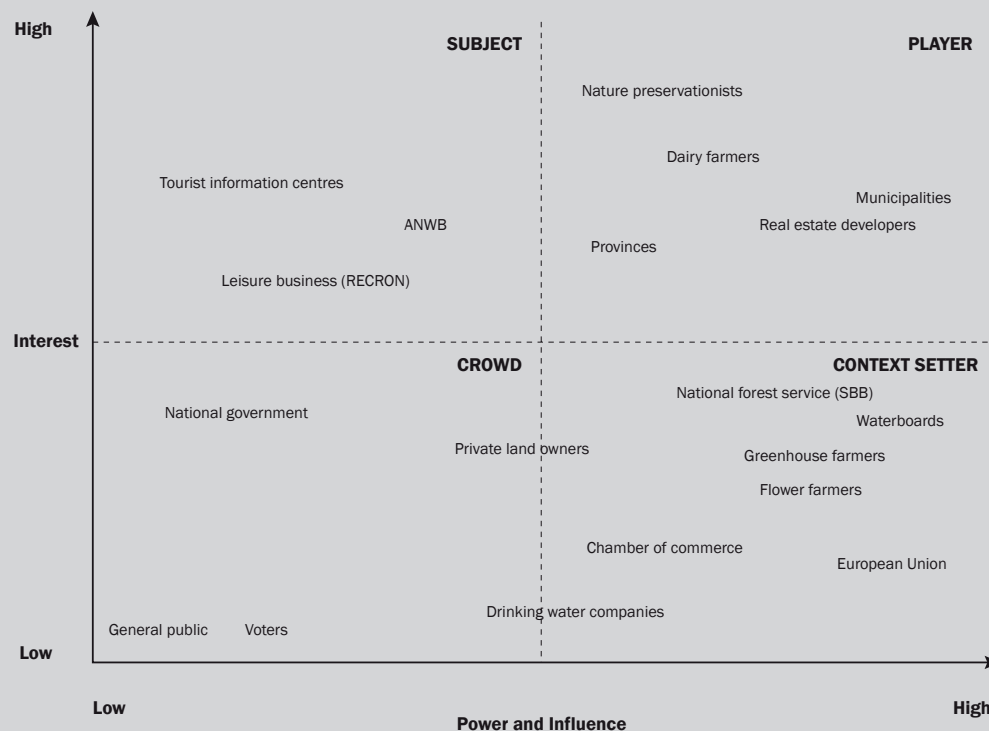 High
SUBJECT
PLAYER
Nature preservationists
Dairy farmers
Tourist information centres
Municipalities
ANWB
Real estate developers
Provinces
Leisure business (RECRON)
Interest
CROWD
CONTEXT SETTER
National forest service (SBB)
National government
Waterboards
Private land owners
Greenhouse farmers
Flower farmers
Chamber of commerce
European Union
Drinking water companies
General public
Voters
Low
Low
High
Power and Influence